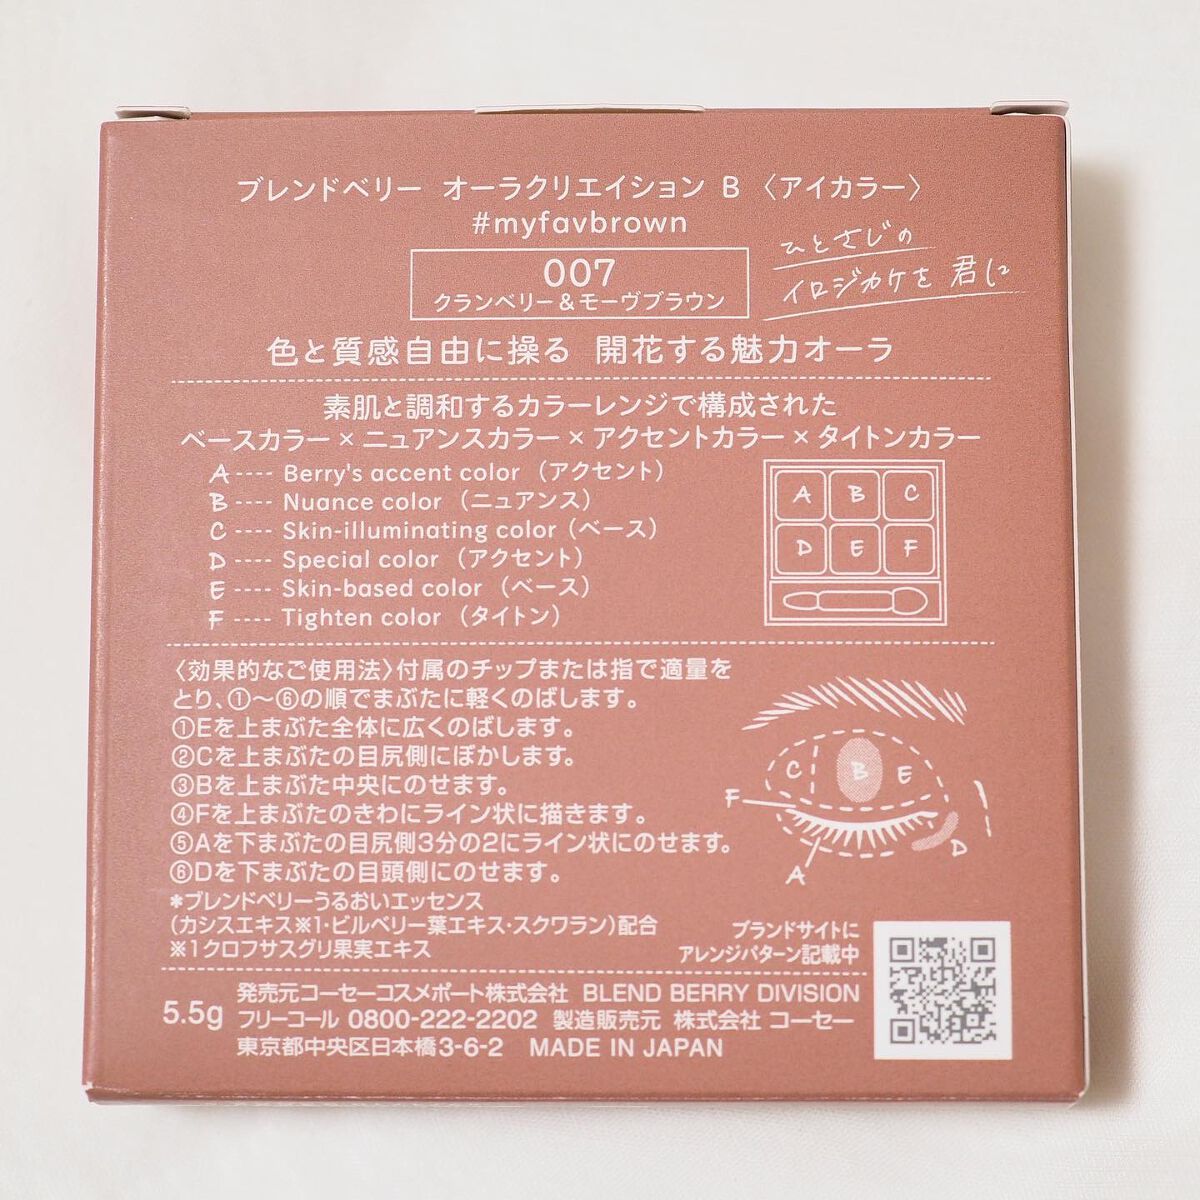 ブレンドベリー オーラクリエイション B 〈アイカラー〉
#myfavbrown
007
クランベリー&モーヴブラウン
ひとさじの
イロジカケを 君に
色と質感自由に操る 開花する魅力オーラ
素肌と調和するカラーレンジで構成された
ベースカラー×ニュアンスカラー×アクセントカラー×タイトンカラー
A ---- Berry's accent color (アクセント)
B ---- Nuance color (ニュアンス)
C ---- Skin-illuminating color (ベース)
D ---- Special color (アクセント)
E ---- Skin-based color (ベース)
F ---- Tighten color (タイトン)
A B C
D E F
〈効果的なご使用法〉付属のチップまたは指で適量を
とり、①〜⑥の順でまぶたに軽くのばします。
①Eを上まぶた全体に広くのばします。
②Cを上まぶたの目尻側にぼかします。
③Bを上まぶた中央にのせます。
④Fを上まぶたのきわにライン状に描きます。
⑤Aを下まぶたの目尻側3分の2にライン状にのせます。
⑥Dを下まぶたの目頭側にのせます。
C B E
F
D
A
*ブレンドベリーうるおいエッセンス
(カシスエキス※1・ビルベリー葉エキス・スクワラン)配合
※1クロフサスグリ果実エキス
ブランドサイトに
アレンジパターン記載中
5.5g
発売元コーセーコスメポート株式会社 BLEND BERRY DIVISION
フリーコール 0800-222-2202 製造販売元 株式会社 コーセー
東京都中央区日本橋3-6-2 MADE IN JAPAN